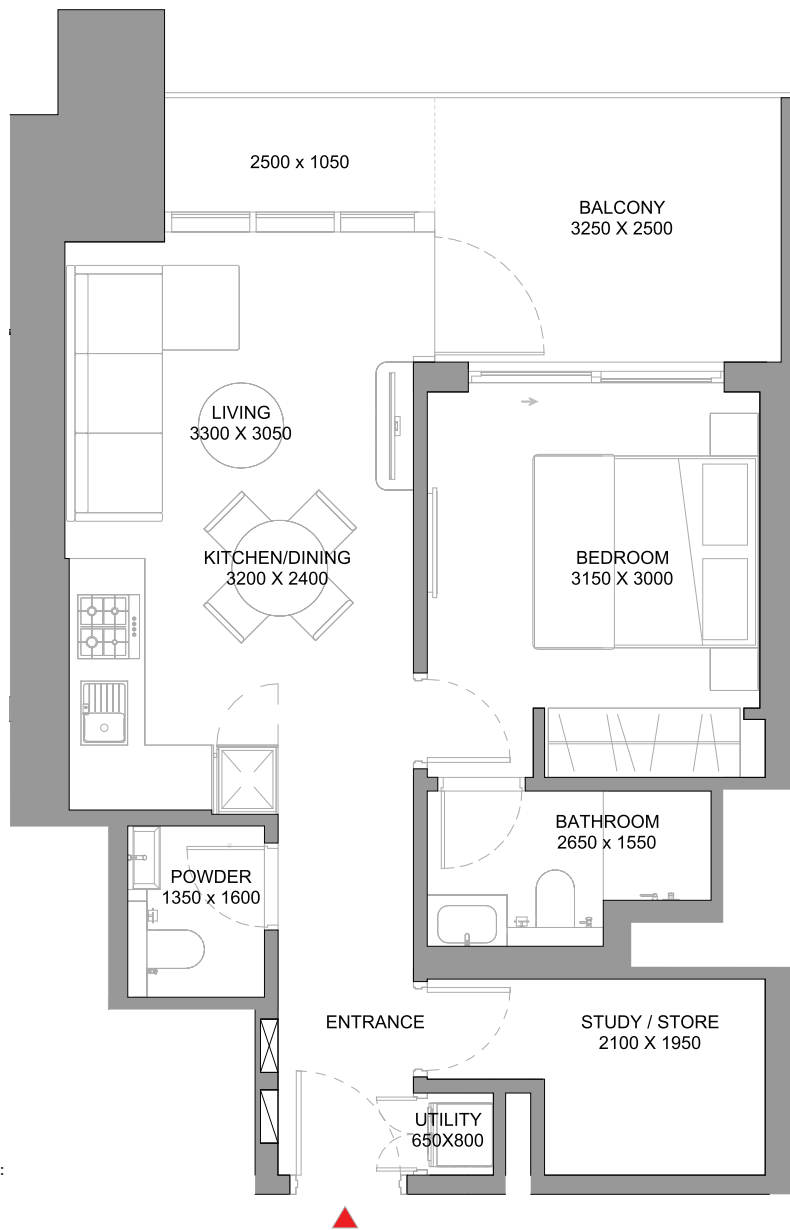 2500 x 1050
BALCONY
3250 X 2500
LIVING
3300 X 3050
KITCHEN/DINING
3200 X 2400
BEDROOM
3150 X 3000
BATHROOM
2650 x 1550
POWDER
1350 x 1600
ENTRANCE
STUDY / STORE
2100 X 1950
UTILITY
650X800
: